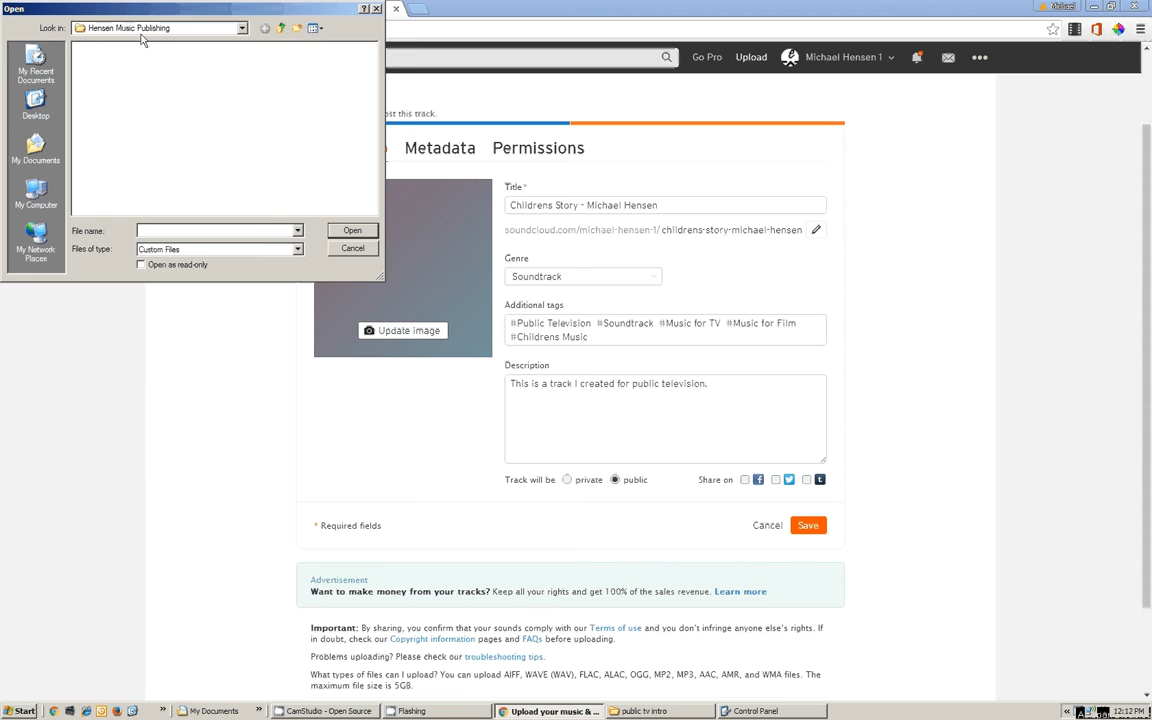 Open
Look in:
Hensen Music Publishing
My Recent
Documents
Desktop
My Documents
My Computer
My Network
Places
File name:
Open
Files of type:
Custom Files
Cancel
Open as read-only
Michael
Go Pro
Upload
Michael Hensen 1
ost this track.
Metadata
Permissions
Update image
Title *
Childrens Story - Michael Hensen
soundcloud.com/michael-hensen-1/ childrens-story-michael-hensen
Genre
Soundtrack
Additional tags
#Public Television #Soundtrack #Music for TV #Music for Film
#Childrens Music
Description
This is a track I created for public television.
Track will be
private
public
Share on
* Required fields
Cancel
Save
Advertisement
Want to make money from your tracks? Keep all your rights and get 100% of the sales revenue. Learn more
Important: By sharing, you confirm that your sounds comply with our Terms of use and you don't infringe anyone else's rights. If
in doubt, check our Copyright information pages and FAQs before uploading.
Problems uploading? Please check our troubleshooting tips.
What types of files can I upload? You can upload AIFF, WAVE (WAV), FLAC, ALAC, OGG, MP2, MP3, AAC, AMR, and WMA files. The
maximum file size is 5GB.
Start
My Documents
CamStudio - Open Source
Flashing
Upload your music & ...
public tv intro
Control Panel
12:12 PM